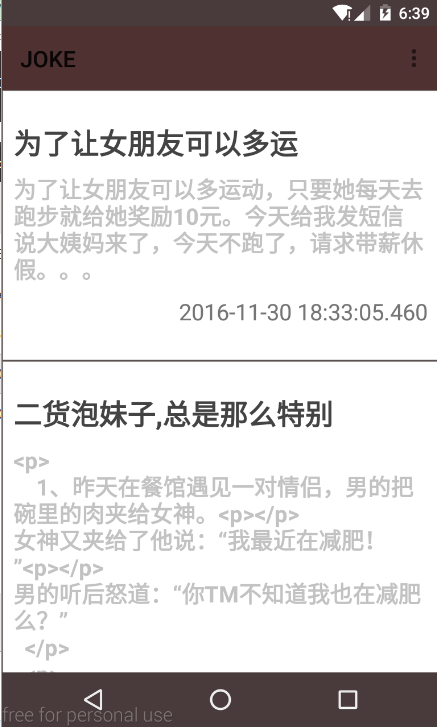 6:39
JOKE
为了让女朋友可以多运
为了让女朋友可以多运动，只要她每天去
跑步就给她奖励10元。今天给我发短信
说大姨妈来了，今天不跑了，请求带薪休
假。。。
2016-11-30 18:33:05.460
二货泡妹子,总是那么特别
<p>
1、昨天在餐馆遇见一对情侣，男的把
碗里的肉夹给女神。<p></p>
女神又夹给了他说：“我最近在减肥！
”<p></p>
男的听后怒道：“你TM不知道我也在减肥
么？”
</p>
free for personal use